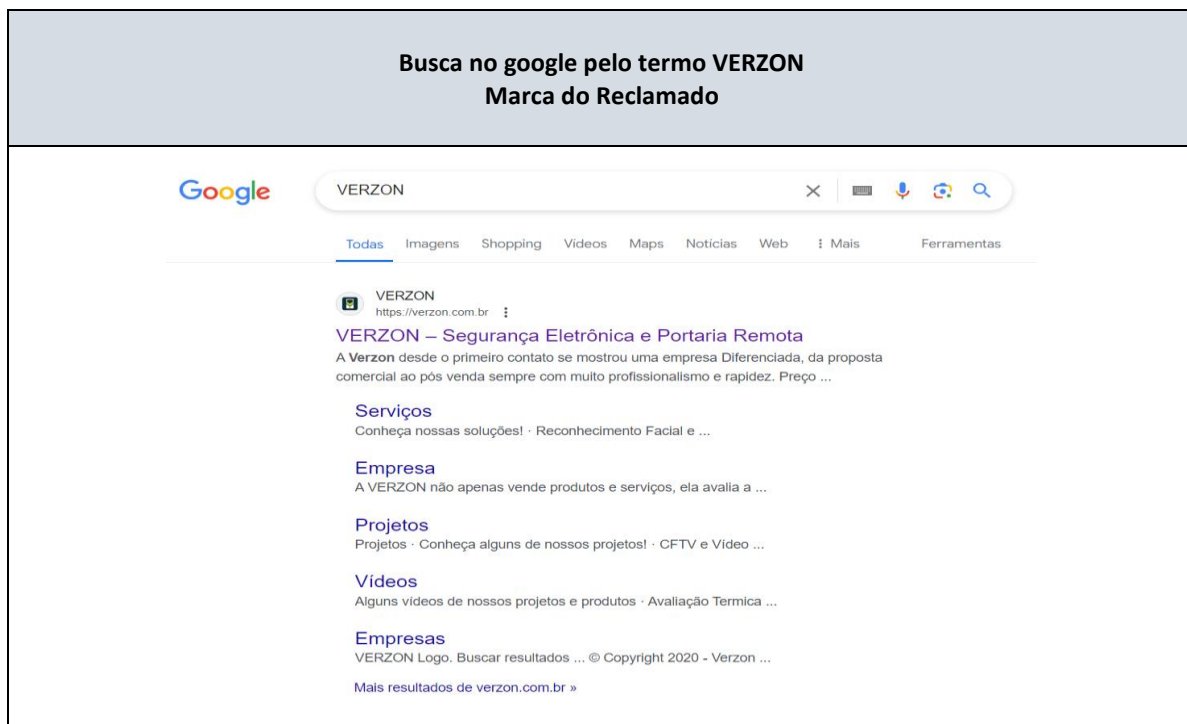 Busca no google pelo termo VERZON
Marca do Reclamado
Google
VERZON
Todas Imagens Shopping Vídeos Maps Notícias Web Mais Ferramentas
VERZON
https://verzon.com.br
VERZON – Segurança Eletrônica e Portaria Remota
A Verzon desde o primeiro contato se mostrou uma empresa Diferenciada, da proposta
comercial ao pós venda sempre com muito profissionalismo e rapidez. Preço ...
Serviços
Conheça nossas soluções! · Reconhecimento Facial e ...
Empresa
A VERZON não apenas vende produtos e serviços, ela avalia a ...
Projetos
Projetos · Conheça alguns de nossos projetos! · CFTV e Vídeo ...
Vídeos
Alguns vídeos de nossos projetos e produtos · Avaliação Termica ...
Empresas
VERZON Logo. Buscar resultados ... © Copyright 2020 - Verzon ...
Mais resultados de verzon.com.br »